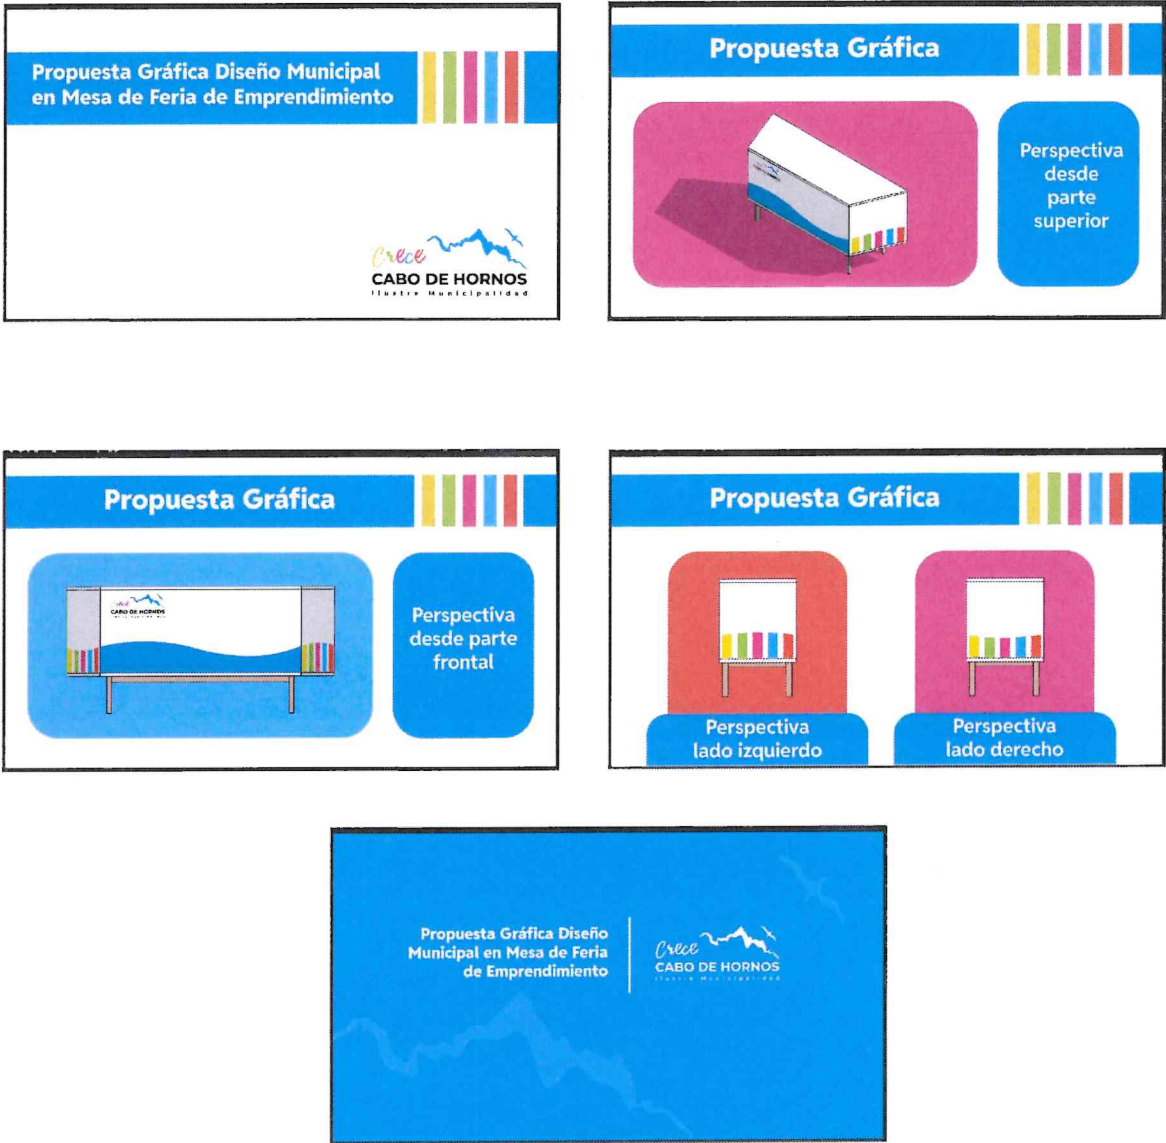 Propuesta Gráfica Diseño Municipal
en Mesa de Feria de Emprendimiento
Crece
CABO DE HORNOS
Ilustre Municipalidad
Propuesta Gráfica
Perspectiva
desde
parte
superior
Propuesta Gráfica
Crece
CABO DE HORNOS
Perspectiva
desde parte
frontal
Propuesta Gráfica
Perspectiva
lado izquierdo
Perspectiva
lado derecho
Propuesta Gráfica Diseño
Municipal en Mesa de Feria
de Emprendimiento
Crece
CABO DE HORNOS
Ilustre Municipalidad